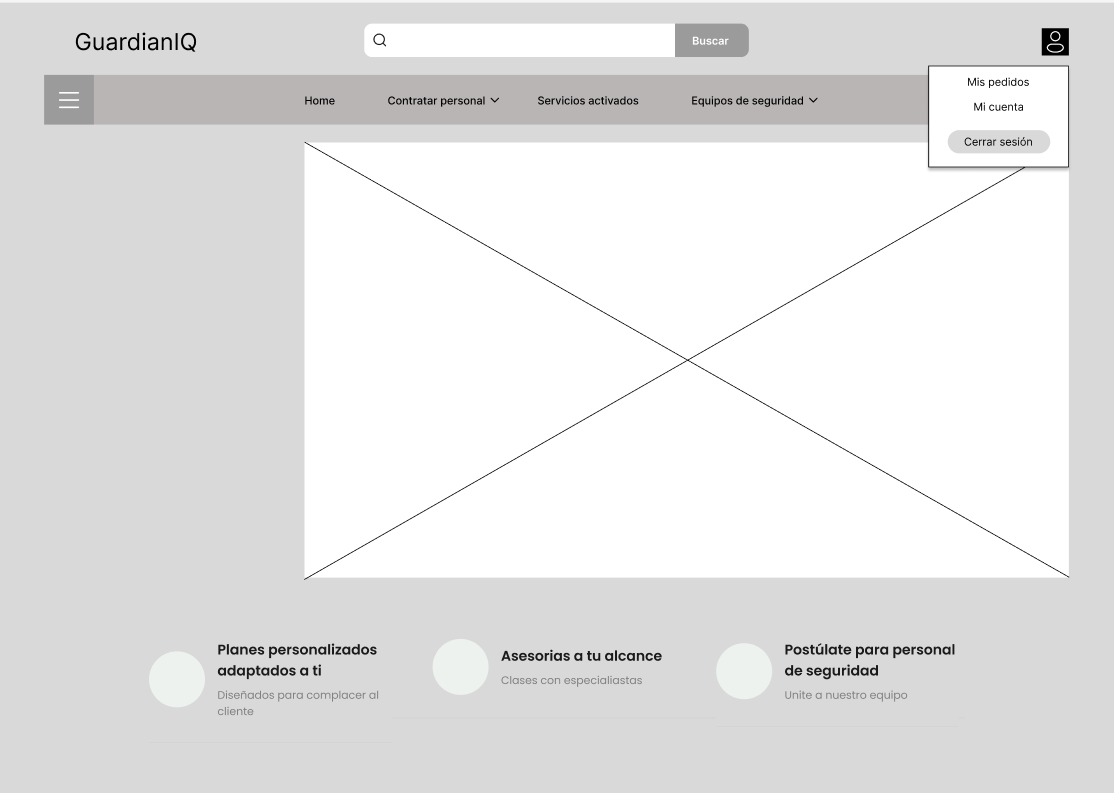 GuardianIQ
Buscar
Mis pedidos
Mi cuenta
Cerrar sesión
Home
Contratar personal
Servicios activados
Equipos de seguridad
Planes personalizados
adaptados a ti
Diseñados para complacer al
cliente
Asesorias a tu alcance
Clases con especialiastas
Postúlate para personal
de seguridad
Unite a nuestro equipo